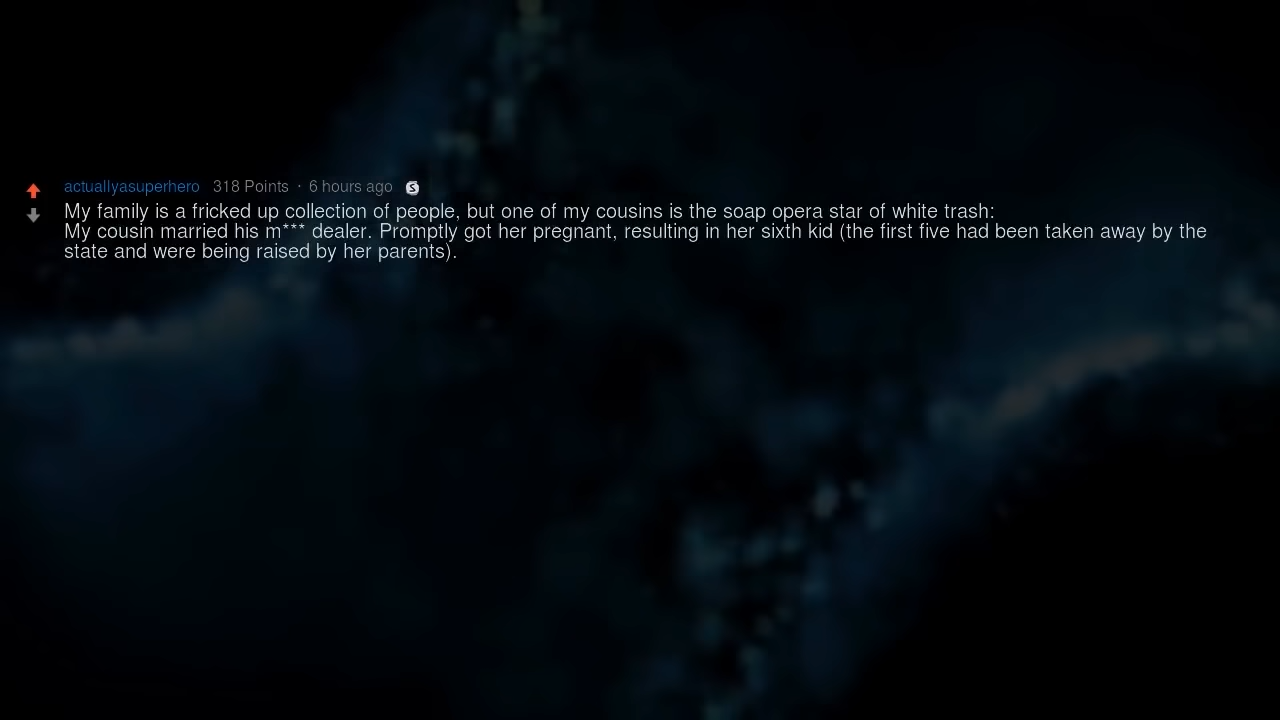 actuallyasuperhero 318 Points · 6 hours ago
My family is a fricked up collection of people, but one of my cousins is the soap opera star of white trash:
My cousin married his m*** dealer. Promptly got her pregnant, resulting in her sixth kid (the first five had been taken away by the
state and were being raised by her parents).